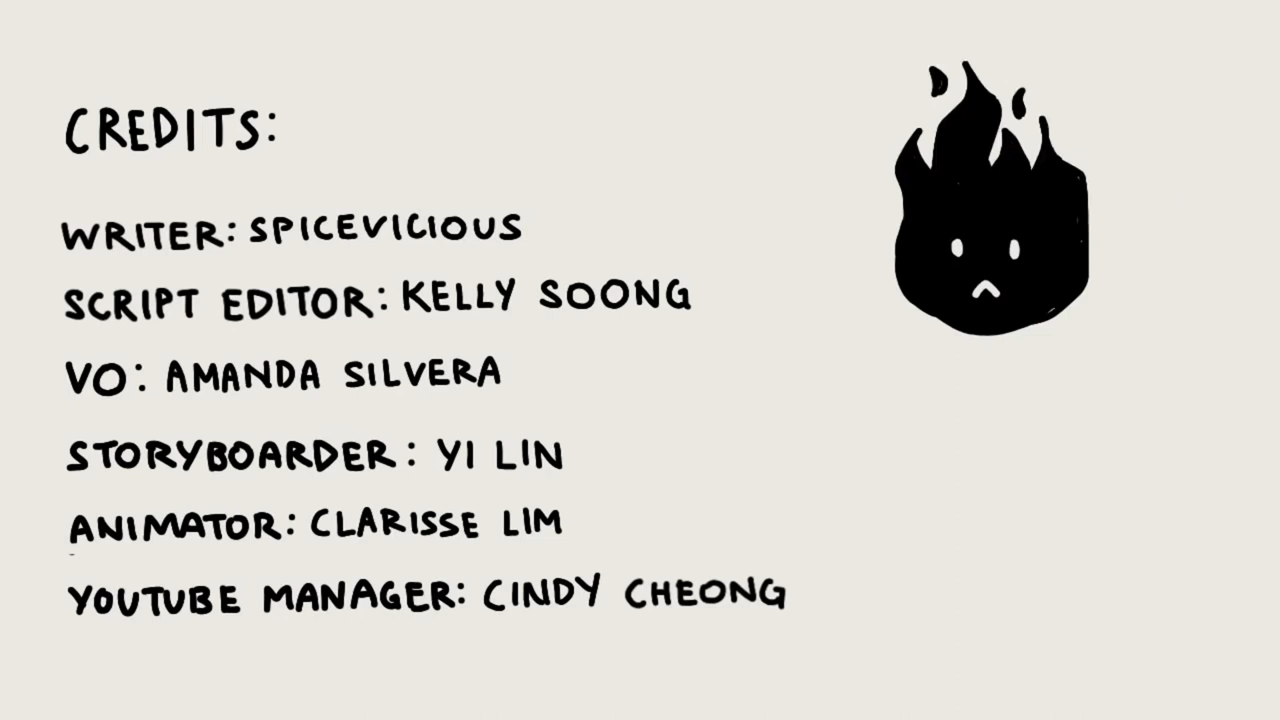 CREDITS:
WRITER: SPICEVICIOUS
SCRIPT EDITOR: KELLY SOONG
VO: AMANDA SILVERA
STORYBOARDER: YI LIN
ANIMATOR: CLARISSE LIM
YOUTUBE MANAGER: CINDY CHEONG